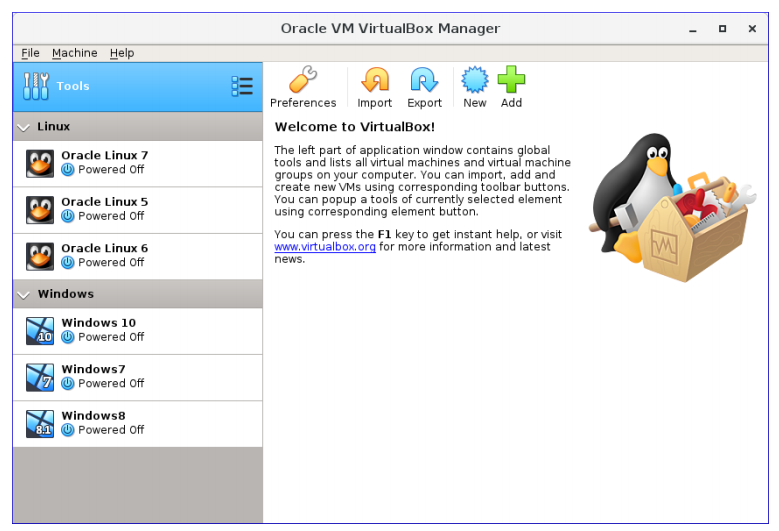 Oracle VM VirtualBox Manager
File Machine Help
Tools
Preferences Import Export New Add
Linux
Oracle Linux 7
Powered Off
Oracle Linux 5
Powered Off
Oracle Linux 6
Powered Off
Windows
Windows 10
10
Powered Off
Windows7
7
Powered Off
Windows8
8.1
Powered Off
Welcome to VirtualBox!
The left part of application window contains global
tools and lists all virtual machines and virtual machine
groups on your computer. You can import, add and
create new VMs using corresponding toolbar buttons.
You can popup a tools of currently selected element
using corresponding element button.
You can press the F1 key to get instant help, or visit
www.virtualbox.org for more information and latest
news.